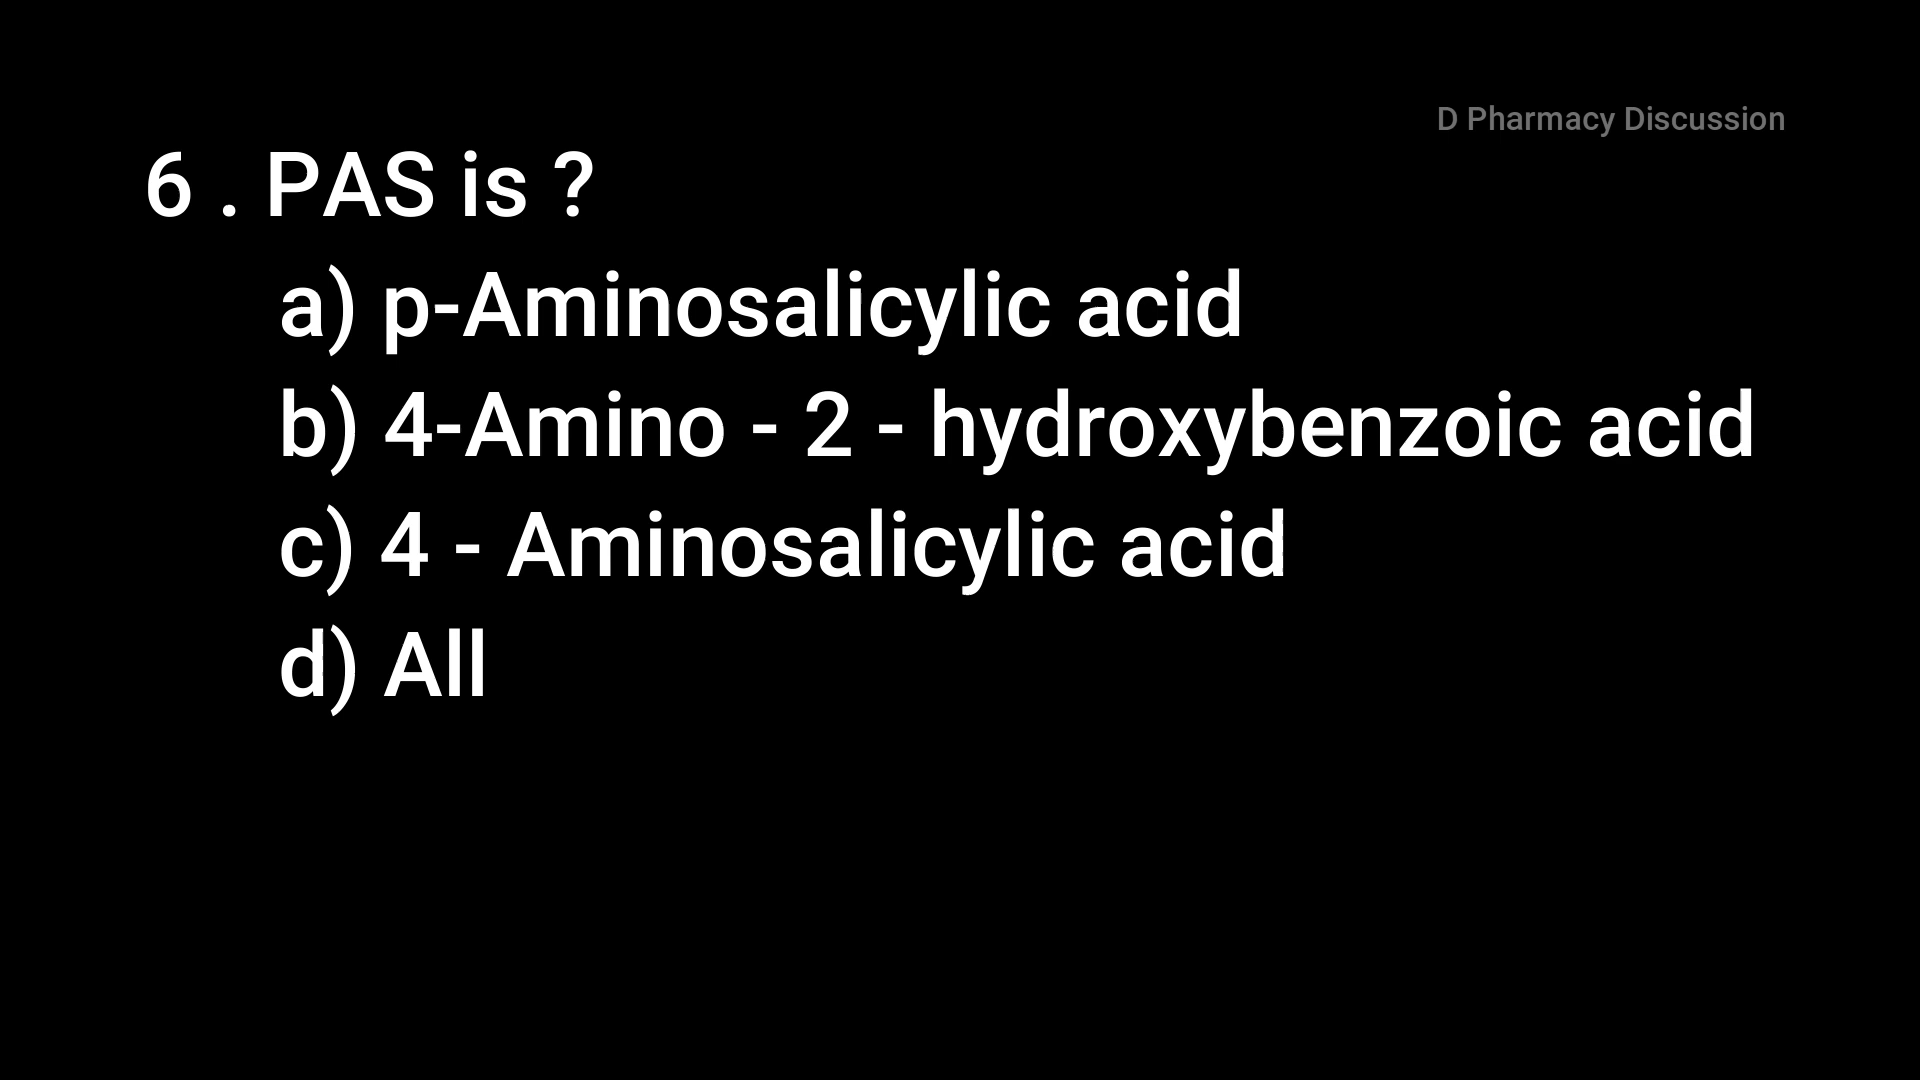 D Pharmacy Discussion
6 . PAS is ?
a) p-Aminosalicylic acid
b) 4-Amino - 2 - hydroxybenzoic acid
c) 4 - Aminosalicylic acid
d) All